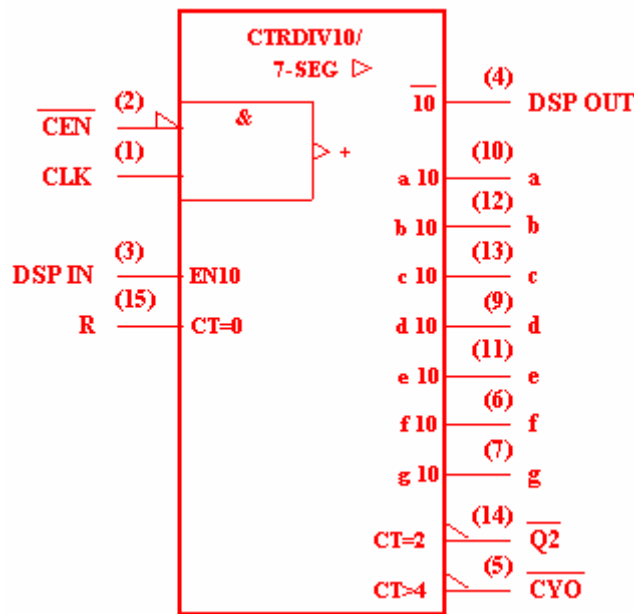 CTRDIV10/
7-SEG
(4)
10 DSP OUT
(2)
CEN
&
(1)
CLK
+
(10)
a 10 a
(12)
b 10 b
(13)
c 10 c
(3)
DSP IN EN10
(9)
d 10 d
(15)
R CT=0
(11)
e 10 e
(6)
f 10 f
(7)
g 10 g
(14)
CT=2 Q2
(5)
CT>4 CYO